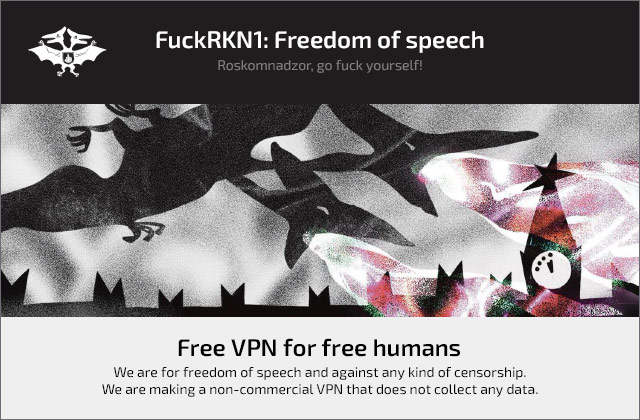 FuckRKN1: Freedom of speech
Roskomnadzor, go fuck yourself!
Free VPN for free humans
We are for freedom of speech and against any kind of censorship.
We are making a non-commercial VPN that does not collect any data.